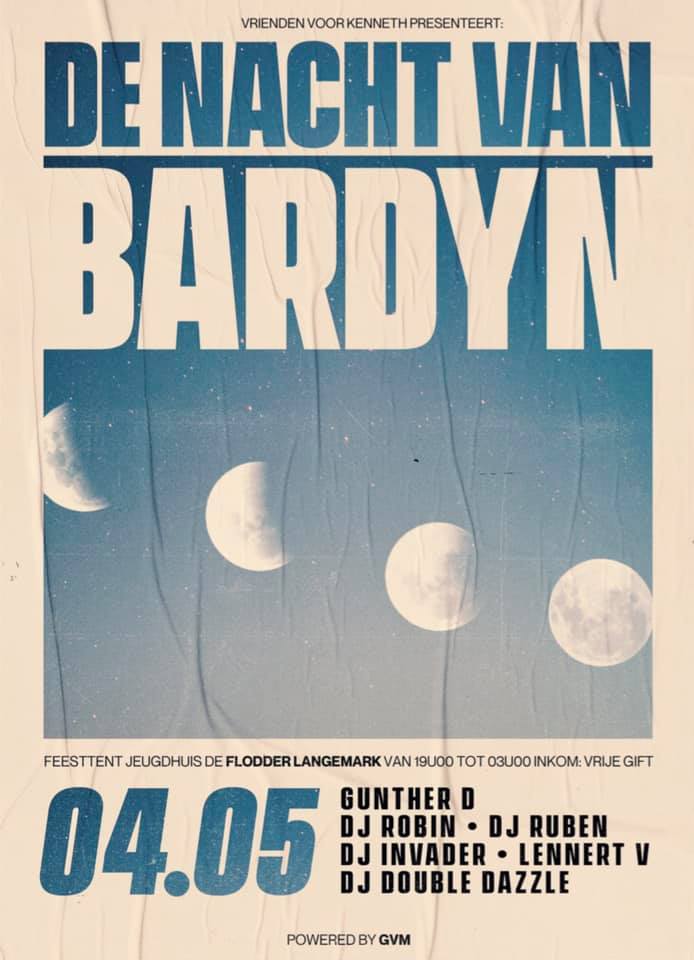 VRIENDEN VOOR KENNETH PRESENTEERT:
DE NACHT VAN
BARDYN
FEESTTENT JEUGDHUIS DE FLODDER LANGEMARK VAN 19U00 TOT 03U00 INKOM: VRIJE GIFT
04.05
GUNTHER D
DJ ROBIN • DJ RUBEN
DJ INVADER • LENNERT V
DJ DOUBLE DAZZLE
POWERED BY GVM